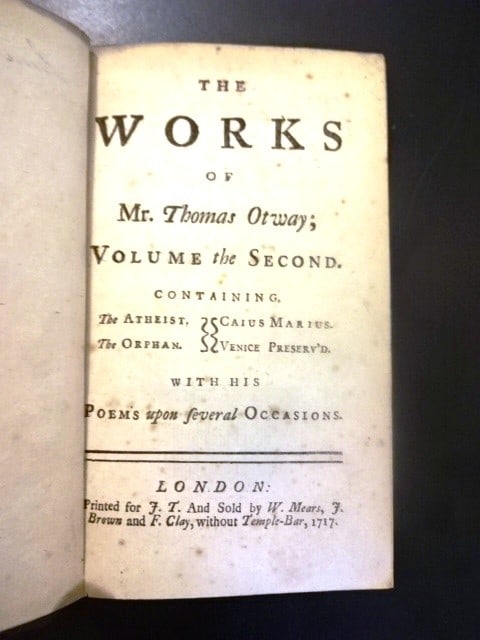 THE
WORKS
OF
Mr. Thomas Otway;
VOLUME the SECOND.
CONTAINING,
The ATHEIST. CAIUS MARIUS.
The ORPHAN. VENICE PRESERV'D.
WITH HIS
POEMS upon ſeveral OCCASIONS.
LONDON:
Printed for J. T. And Sold by W. Mears, J.
Brown and F. Clay, without Temple-Bar, 1717.